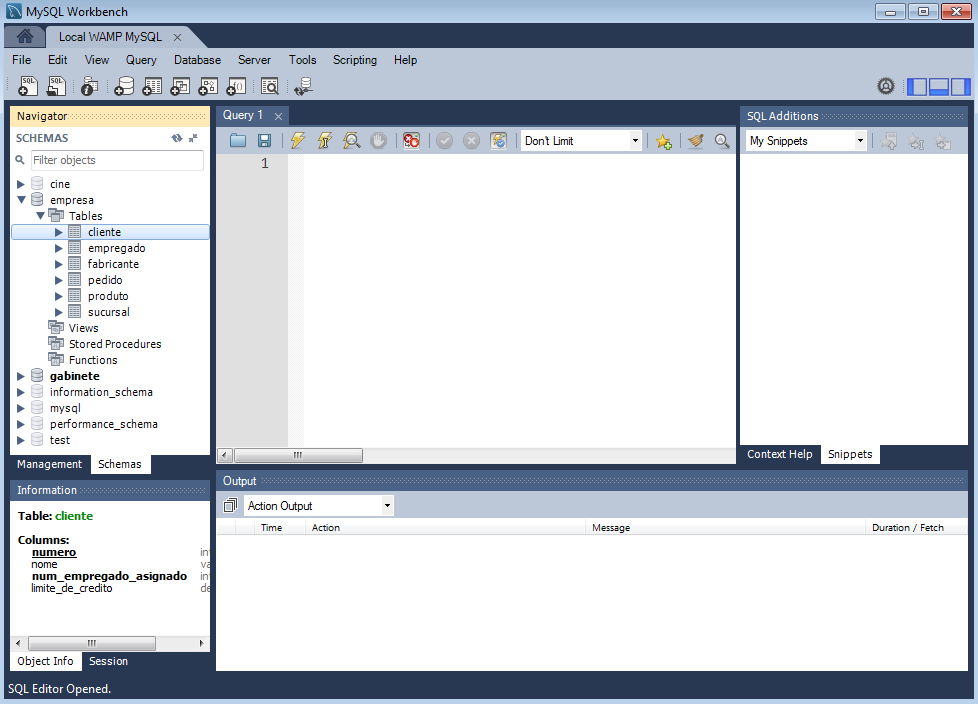 MySQL Workbench
Local WAMP MySQL
File Edit View Query Database Server Tools Scripting Help
SQL SQL
Navigator
SCHEMAS
Filter objects
cine
empresa
Tables
cliente
empregado
fabricante
pedido
produto
sucursal
Views
Stored Procedures
Functions
gabinete
information_schema
mysql
performance_schema
test
Management Schemas
Information
Table: cliente
Columns:
numero in
nome va
num_empregado_asignado in
limite_de_credito de
Object Info Session
Query 1
Don't Limit
1
SQL Additions
My Snippets
Context Help Snippets
Output
Action Output
Time Action Message Duration / Fetch
SQL Editor Opened.